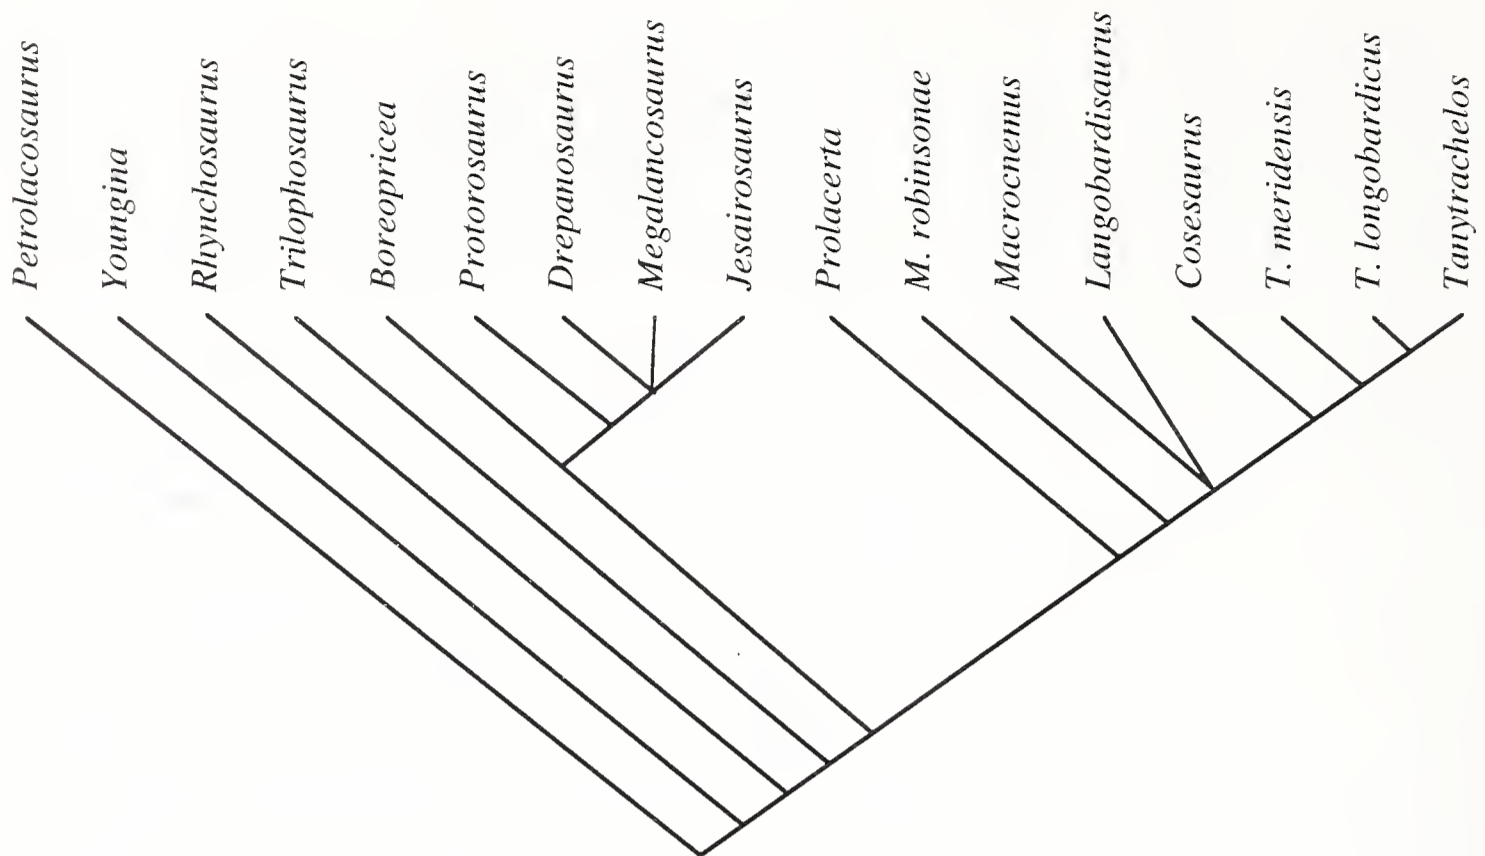 Petrolacosaurus
Youngina
Rhynchosaurus
Trilophosaurus
Boreopricea
Protorosaurus
Drepanosaurus
Megalancosaurus
Jesairosaurus
Prolacerta
M. robinsonae
Macrocnemus
Langobardisaurus
Cosesaurus
T. meridensis
T. longobardicus
Tanytrachelos